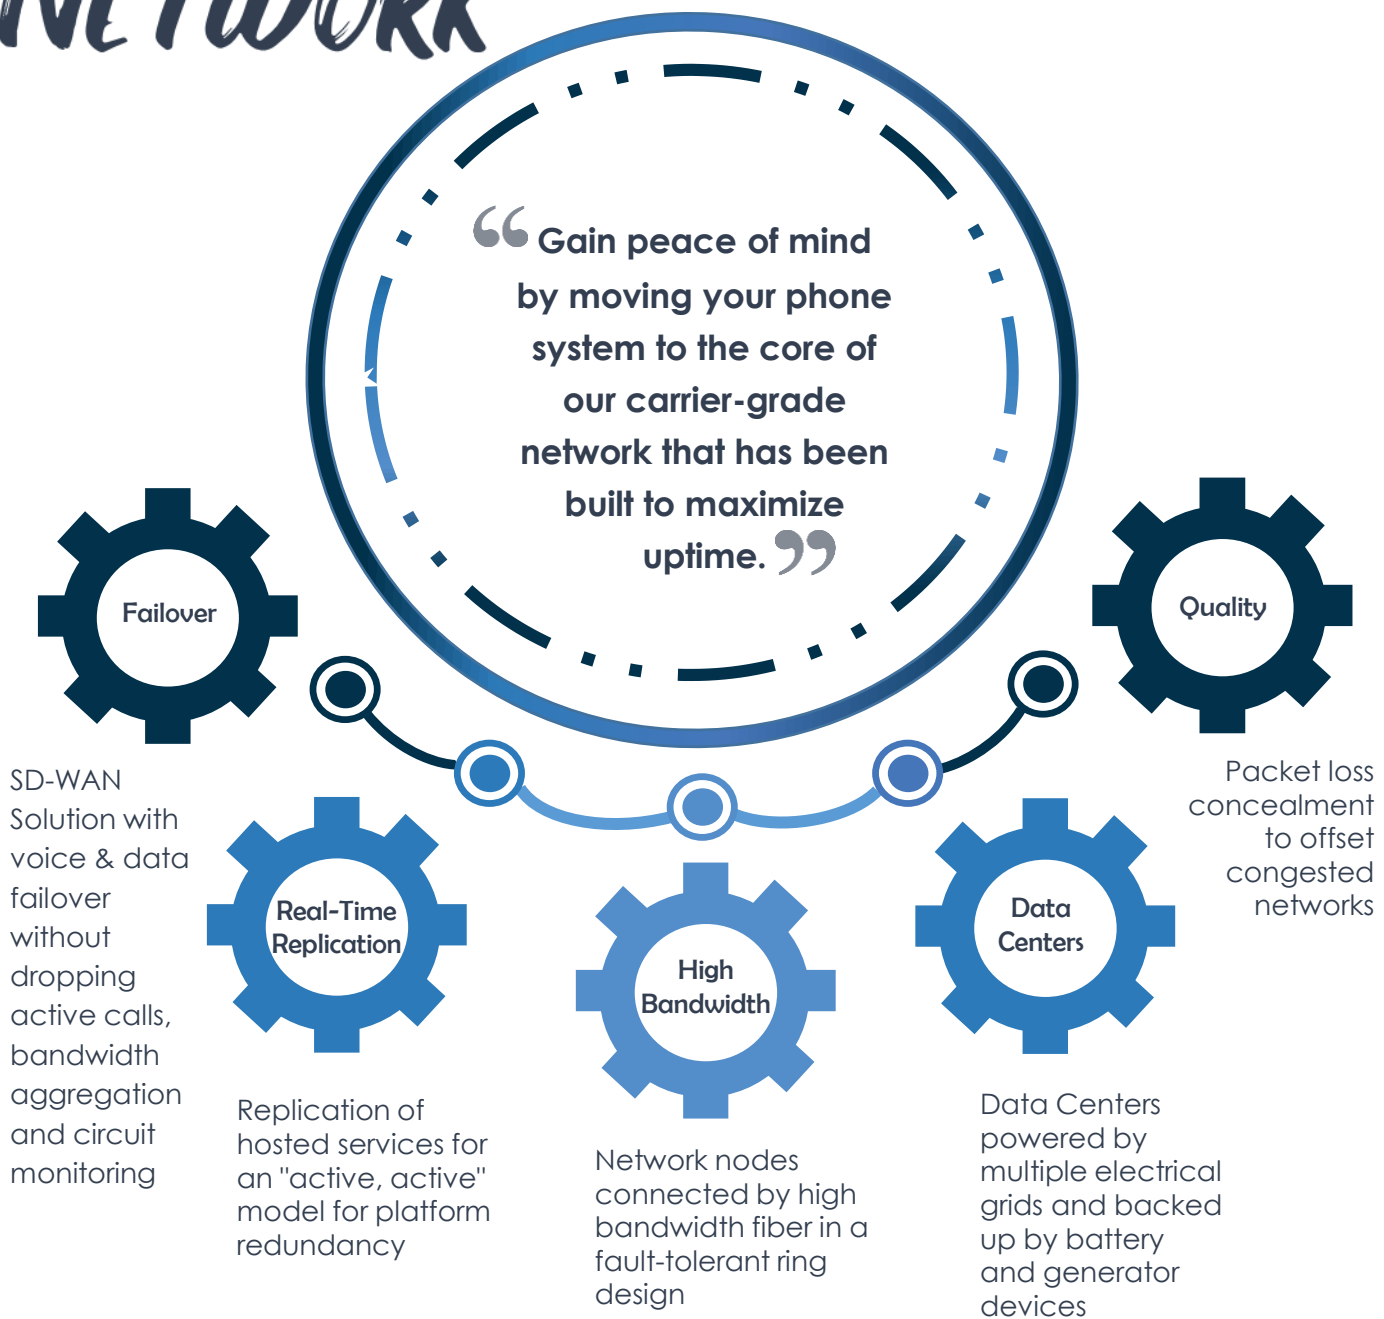 NETWORK
“ Gain peace of mind
by moving your phone
system to the core of
our carrier-grade
network that has been
built to maximize
uptime. ”
Failover
SD-WAN
Solution with
voice & data
failover
without
dropping
active calls,
bandwidth
aggregation
and circuit
monitoring
Real-Time
Replication
Replication of
hosted services for
an "active, active"
model for platform
redundancy
High
Bandwidth
Network nodes
connected by high
bandwidth fiber in a
fault-tolerant ring
design
Data
Centers
Data Centers
powered by
multiple electrical
grids and backed
up by battery
and generator
devices
Quality
Packet loss
concealment
to offset
congested
networks